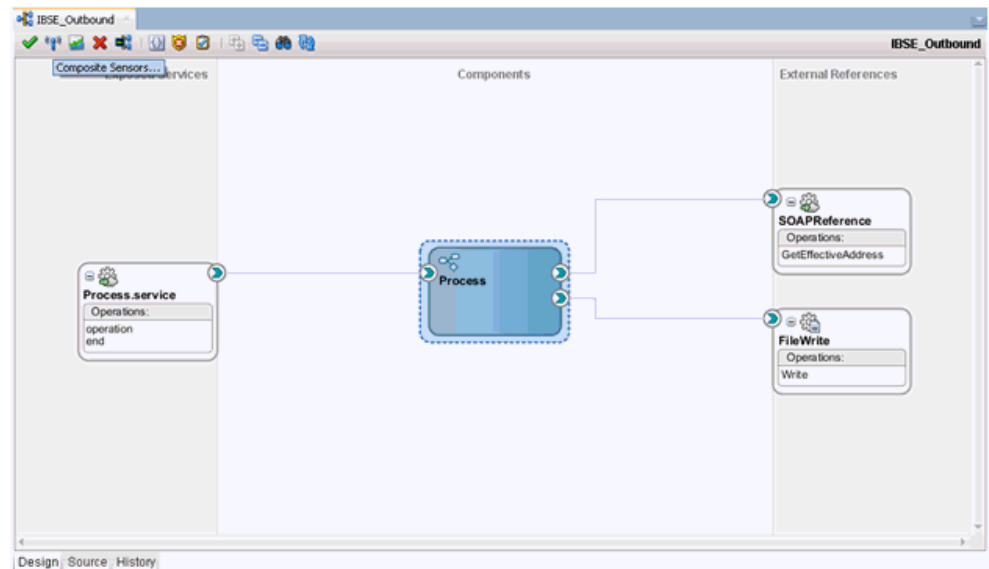 IBSE_Outbound
IBSE_Outbound
Composite Sensors...
Components
External References
SOAPReference
Operations:
GetEffectiveAddress
Process
Process.service
Operations:
operation
end
FileWrite
Operations:
Write
Design Source History